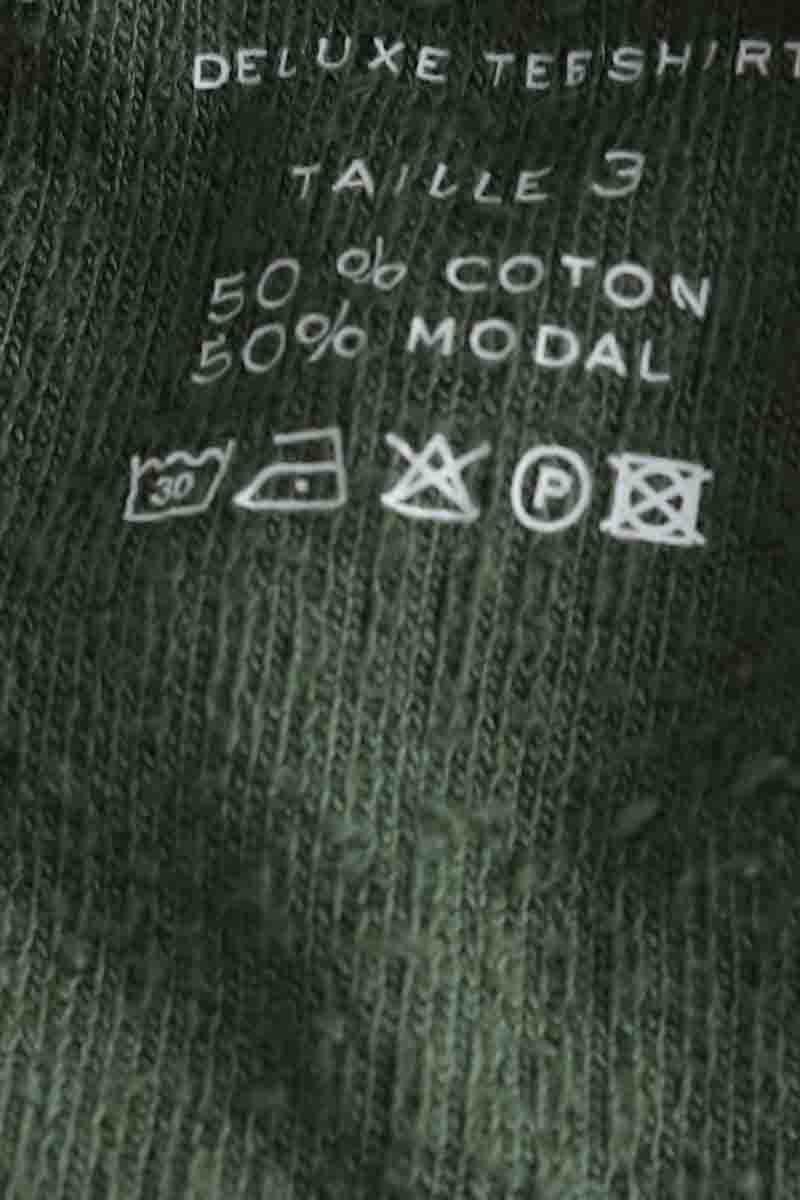 DELUXE TEESHIRT
TAILLE 3
50 % COTON
50% MODAL
30 P